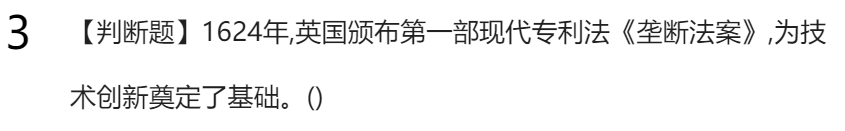 3 【判断题】1624年,英国颁布第一部现代专利法《垄断法案》,为技
术创新奠定了基础。()